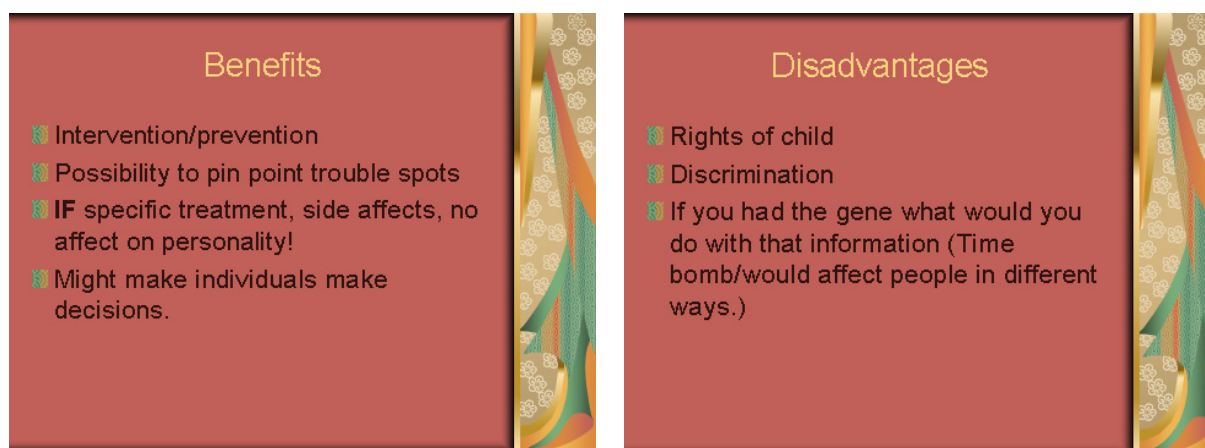 Benefits
Intervention/prevention
Possibility to pin point trouble spots
IF specific treatment, side affects, no
affect on personality!
Might make individuals make
decisions.
Disadvantages
Rights of child
Discrimination
If you had the gene what would you
do with that information (Time
bomb/would affect people in different
ways.)